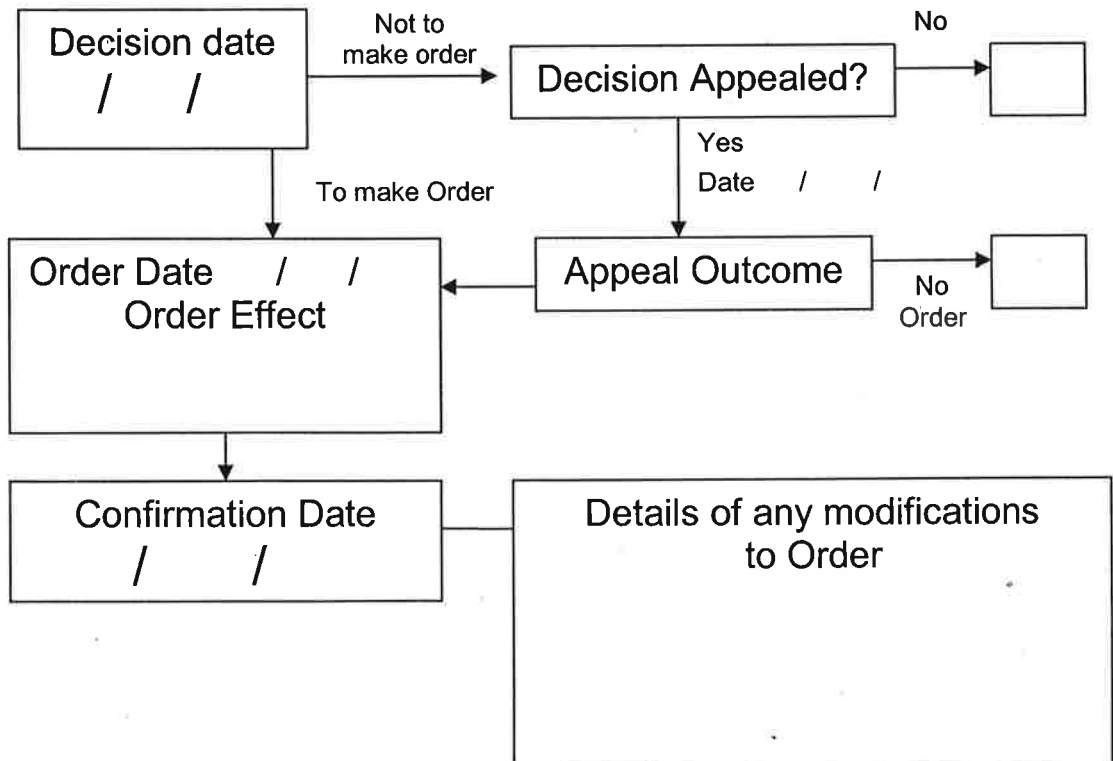 Decision date
/ /
Not to
make order
Decision Appealed?
No
Yes
Date / /
To make Order
Order Date / /
Order Effect
Appeal Outcome
No
Order
Confirmation Date
/ /
Details of any modifications
to Order